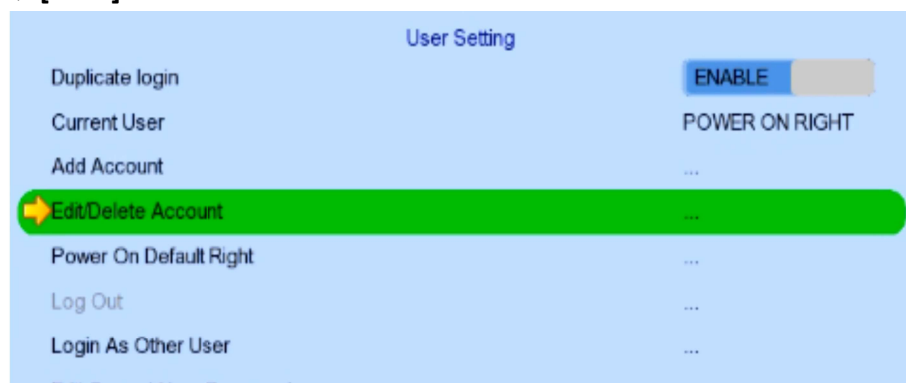 User Setting
Duplicate login ENABLE
Current User POWER ON RIGHT
Add Account ...
Edit/Delete Account ...
Power On Default Right ...
Log Out ...
Login As Other User ...